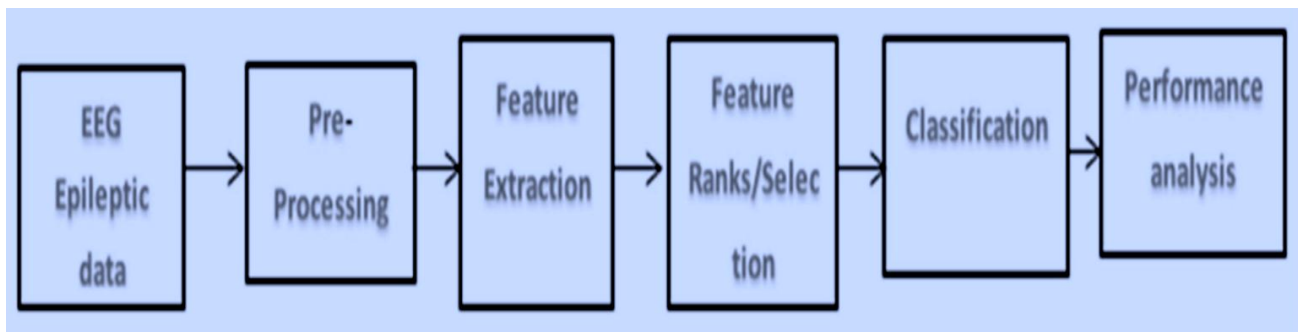 EEG
Epileptic
data
Pre-
Processing
Feature
Extraction
Feature
Ranks/Selec
tion
Classification
Performance
analysis